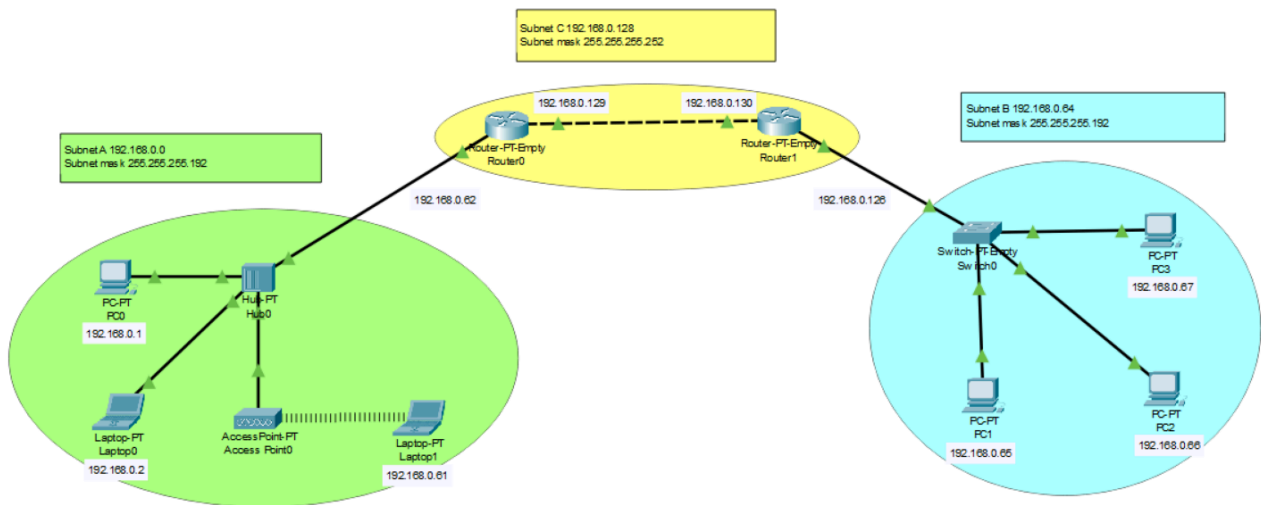 Subnet C 192.168.0.128
Subnet mask 255.255.255.252
192.168.0.129
192.168.0.130
Router-PT-Empty
Router0
Router-PT-Empty
Router1
Subnet A 192.168.0.0
Subnet mask 255.255.255.192
Subnet B 192.168.0.64
Subnet mask 255.255.255.192
192.168.0.62
192.168.0.126
PC-PT
PC0
192.168.0.1
Hub-PT
Hub0
Laptop-PT
Laptop0
192.168.0.2
AccessPoint-PT
Access Point0
Laptop-PT
Laptop1
192.168.0.61
Switch-PT-Empty
Switch0
PC-PT
PC3
192.168.0.67
PC-PT
PC1
192.168.0.65
PC-PT
PC2
192.168.0.66